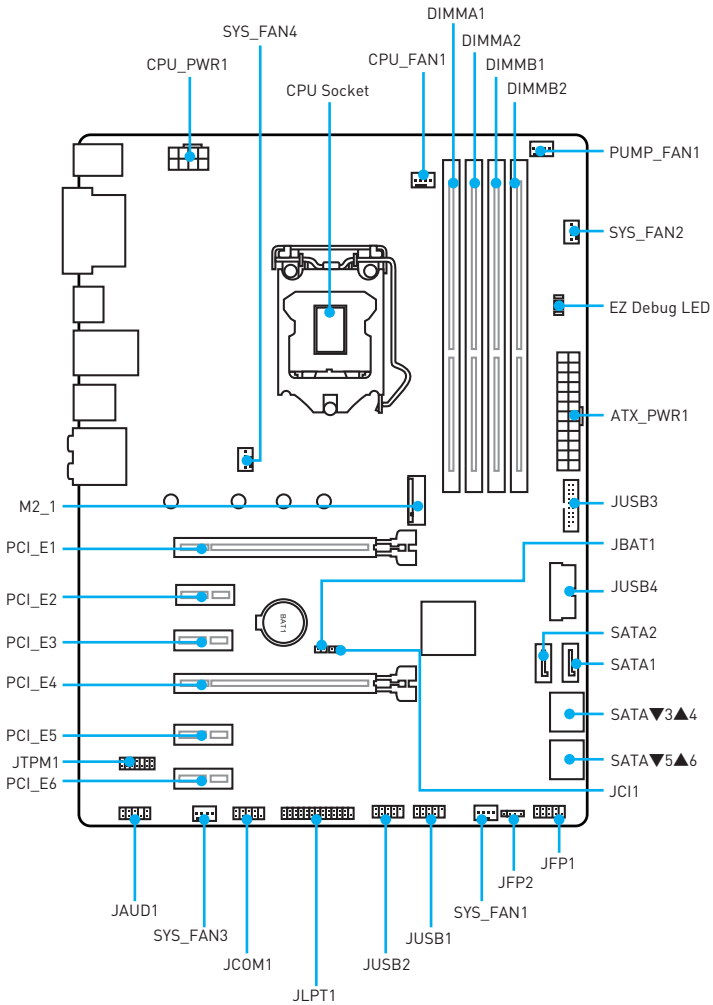 DIMMA1
SYS_FAN4
DIMMA2
CPU_FAN1
DIMMB1
CPU_PWR1
CPU Socket
DIMMB2
PUMP_FAN1
SYS_FAN2
EZ Debug LED
ATX_PWR1
M2_1
JUSB3
PCI_E1
JBAT1
PCI_E2
JUSB4
BAT1
PCI_E3
SATA2
SATA1
PCI_E4
SATA▼3▲4
PCI_E5
JTPM1
SATA▼5▲6
PCI_E6
JCI1
JFP1
JFP2
JAUD1
SYS_FAN1
SYS_FAN3
JUSB1
JCOM1
JUSB2
JLPT1